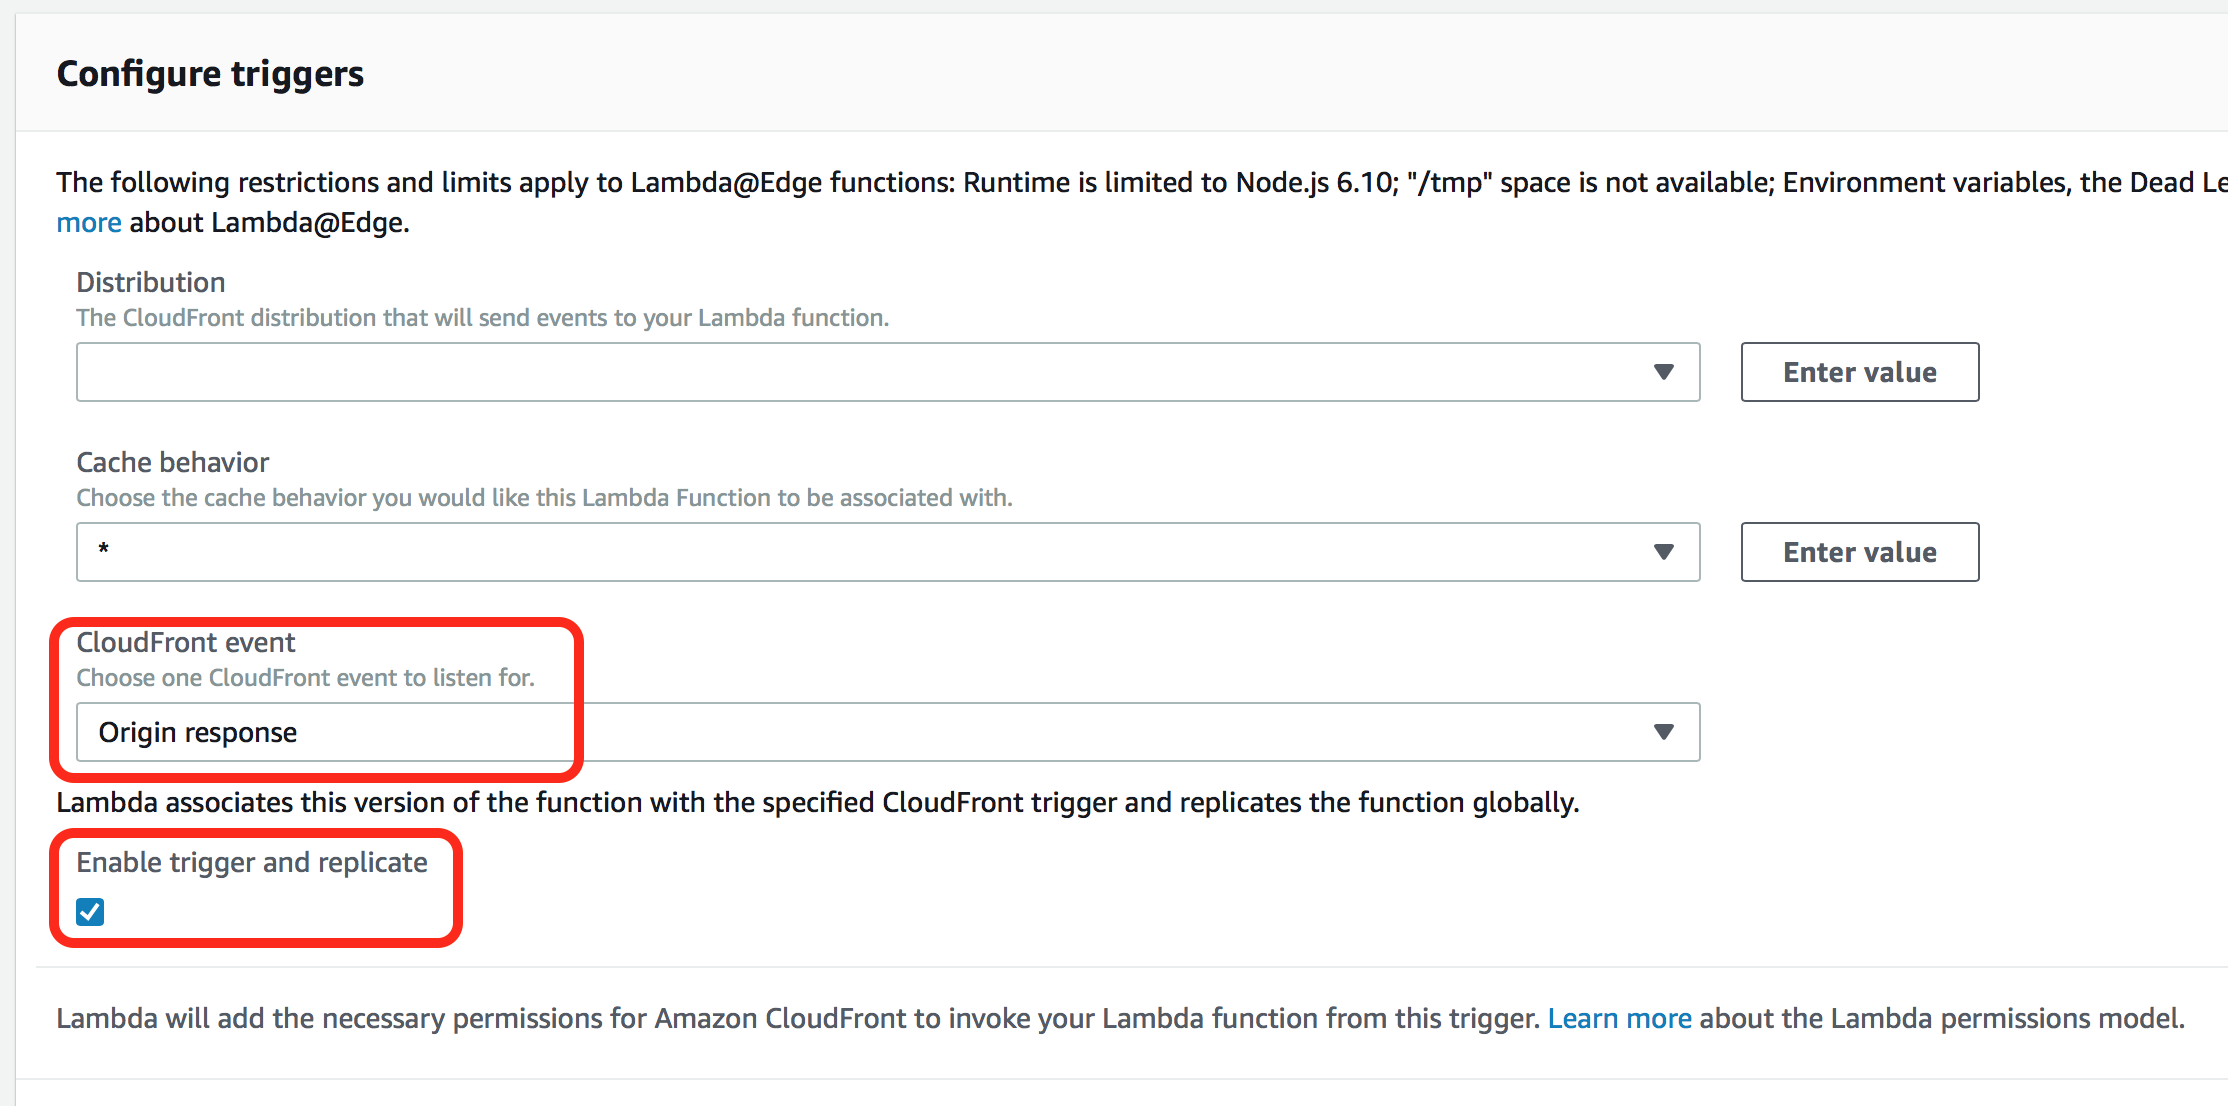 Configure triggers
The following restrictions and limits apply to Lambda@Edge functions: Runtime is limited to Node.js 6.10; "/tmp" space is not available; Environment variables, the Dead Le
more about Lambda@Edge.
Distribution
The CloudFront distribution that will send events to your Lambda function.
Enter value
Cache behavior
Choose the cache behavior you would like this Lambda Function to be associated with.
*
Enter value
CloudFront event
Choose one CloudFront event to listen for.
Origin response
Lambda associates this version of the function with the specified CloudFront trigger and replicates the function globally.
Enable trigger and replicate
Lambda will add the necessary permissions for Amazon CloudFront to invoke your Lambda function from this trigger. Learn more about the Lambda permissions model.